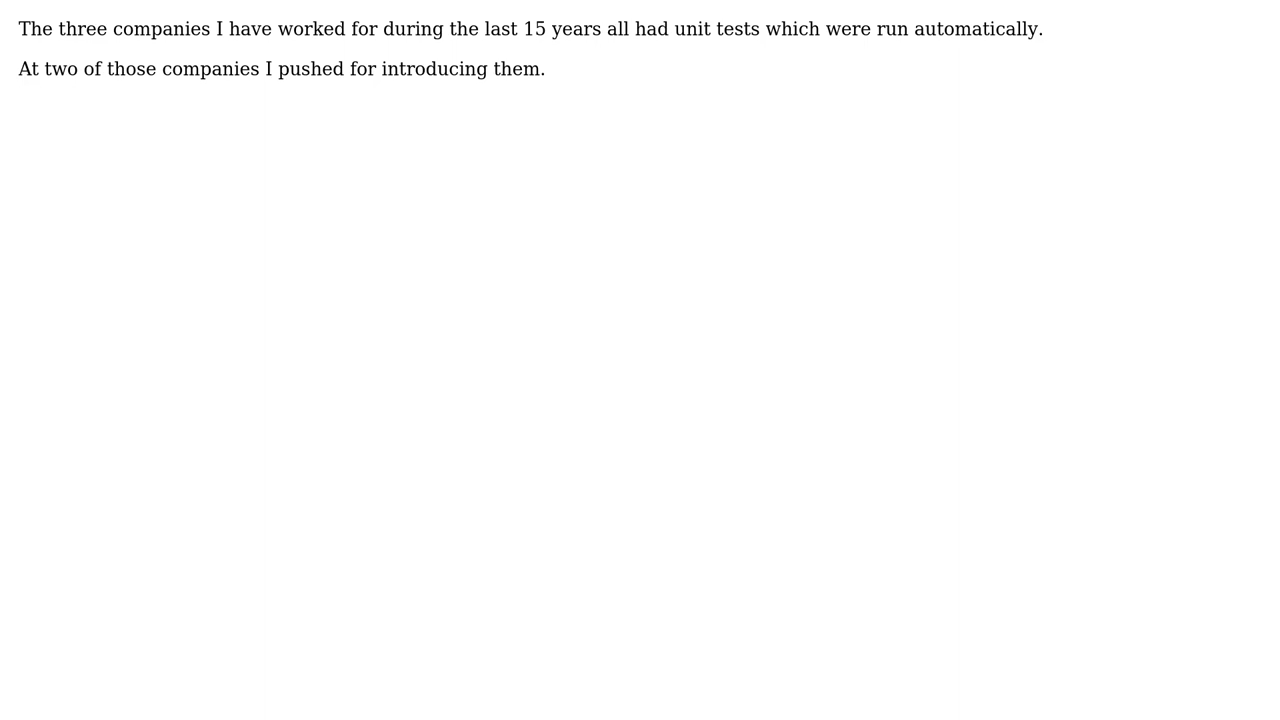 The three companies I have worked for during the last 15 years all had unit tests which were run automatically.
At two of those companies I pushed for introducing them.